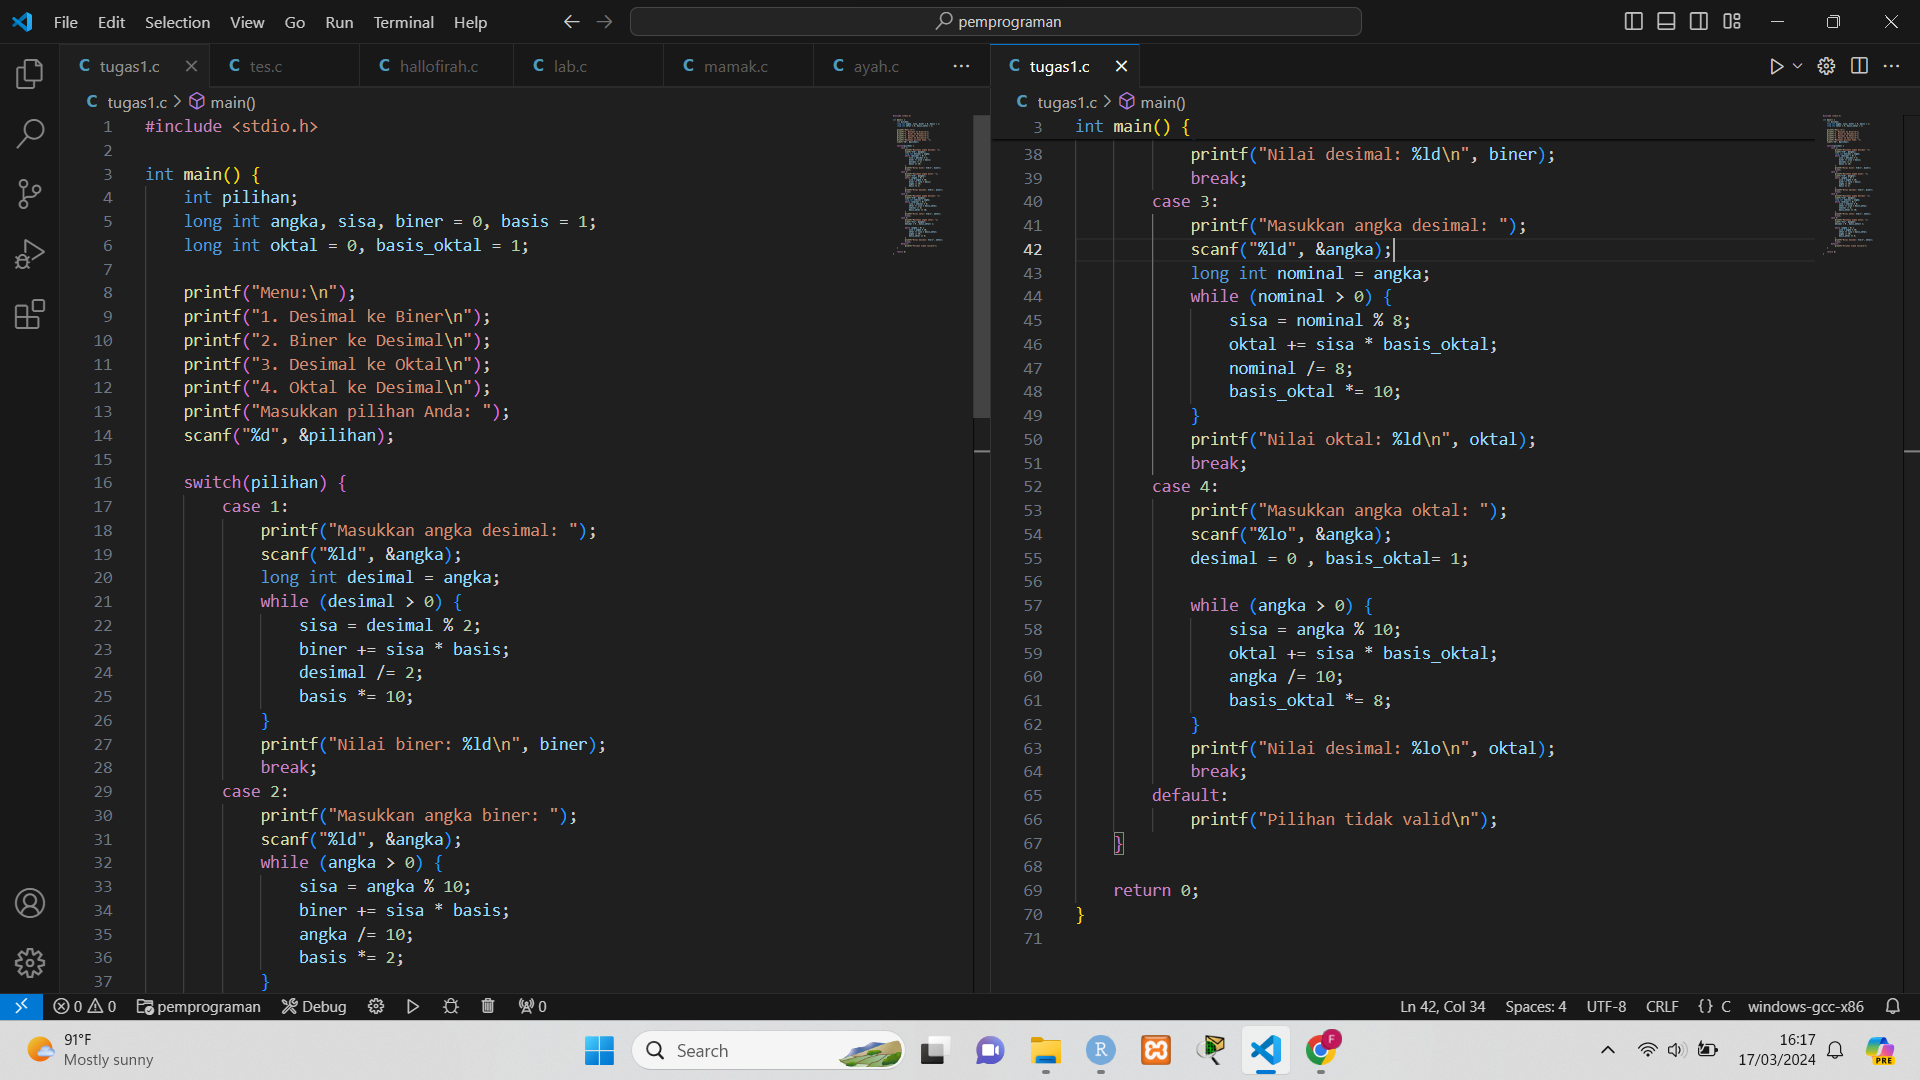 File Edit Selection View Go Run Terminal Help
pemprograman
C tugas1.c
C tes.c
C hallofirah.c
C lab.c
C mamak.c
C ayah.c
C tugas1.c > main()
1 #include <stdio.h>
2
3 int main() {
4 int pilihan;
5 long int angka, sisa, biner = 0, basis = 1;
6 long int oktal = 0, basis_oktal = 1;
7
8 printf("Menu:\n");
9 printf("1. Desimal ke Biner\n");
10 printf("2. Biner ke Desimal\n");
11 printf("3. Desimal ke Oktal\n");
12 printf("4. Oktal ke Desimal\n");
13 printf("Masukkan pilihan Anda: ");
14 scanf("%d", &pilihan);
15
16 switch(pilihan) {
17 case 1:
18 printf("Masukkan angka desimal: ");
19 scanf("%ld", &angka);
20 long int desimal = angka;
21 while (desimal > 0) {
22 sisa = desimal % 2;
23 biner += sisa * basis;
24 desimal /= 2;
25 basis *= 10;
26 }
27 printf("Nilai biner: %ld\n", biner);
28 break;
29 case 2:
30 printf("Masukkan angka biner: ");
31 scanf("%ld", &angka);
32 while (angka > 0) {
33 sisa = angka % 10;
34 biner += sisa * basis;
35 angka /= 10;
36 basis *= 2;
37 }
C tugas1.c
C tugas1.c > main()
3 int main() {
38 printf("Nilai desimal: %ld\n", biner);
39 break;
40 case 3:
41 printf("Masukkan angka desimal: ");
42 scanf("%ld", &angka);
43 long int nominal = angka;
44 while (nominal > 0) {
45 sisa = nominal % 8;
46 oktal += sisa * basis_oktal;
47 nominal /= 8;
48 basis_oktal *= 10;
49 }
50 printf("Nilai oktal: %ld\n", oktal);
51 break;
52 case 4:
53 printf("Masukkan angka oktal: ");
54 scanf("%lo", &angka);
55 desimal = 0 , basis_oktal= 1;
56
57 while (angka > 0) {
58 sisa = angka % 10;
59 oktal += sisa * basis_oktal;
60 angka /= 10;
61 basis_oktal *= 8;
62 }
63 printf("Nilai desimal: %lo\n", oktal);
64 break;
65 default:
66 printf("Pilihan tidak valid\n");
67 }
68
69 return 0;
70 }
71
0 0 pemprograman Debug 0
Ln 42, Col 34 Spaces: 4 UTF-8 CRLF {} C windows-gcc-x86
91°F
Mostly sunny
Search
R
F
16:17
17/03/2024
PRE